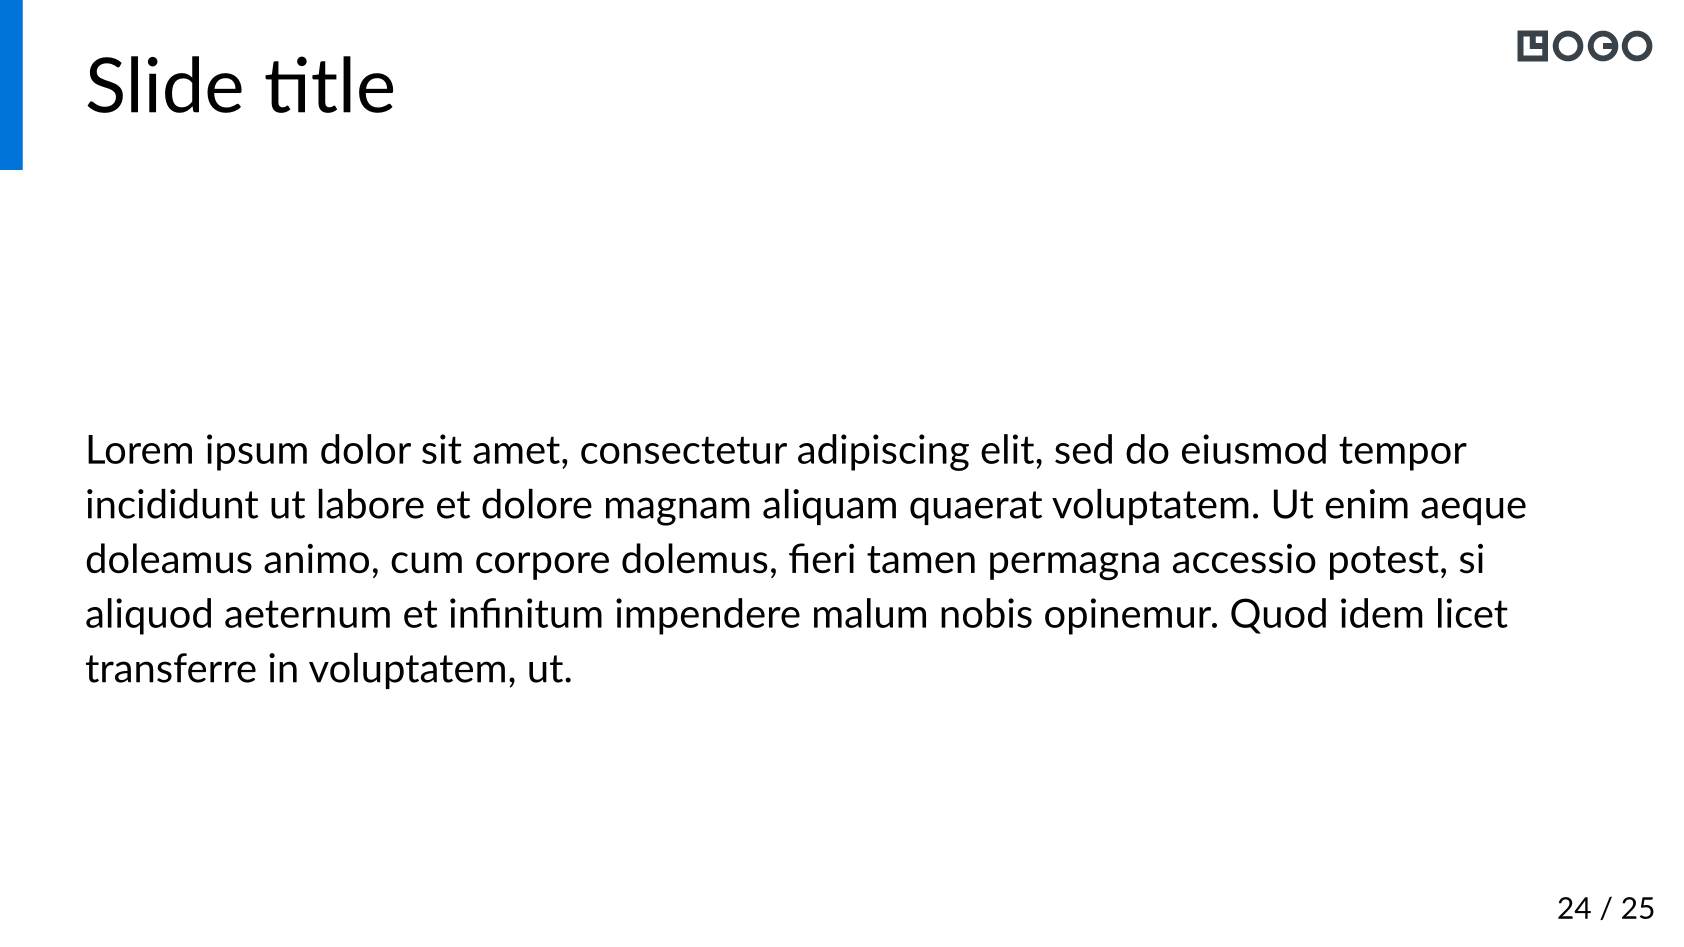 Slide title
LOGO
Lorem ipsum dolor sit amet, consectetur adipiscing elit, sed do eiusmod tempor
incididunt ut labore et dolore magnam aliquam quaerat voluptatem. Ut enim aeque
doleamus animo, cum corpore dolemus, fieri tamen permagna accessio potest, si
aliquod aeternum et infinitum impendere malum nobis opinemur. Quod idem licet
transferre in voluptatem, ut.
24 / 25